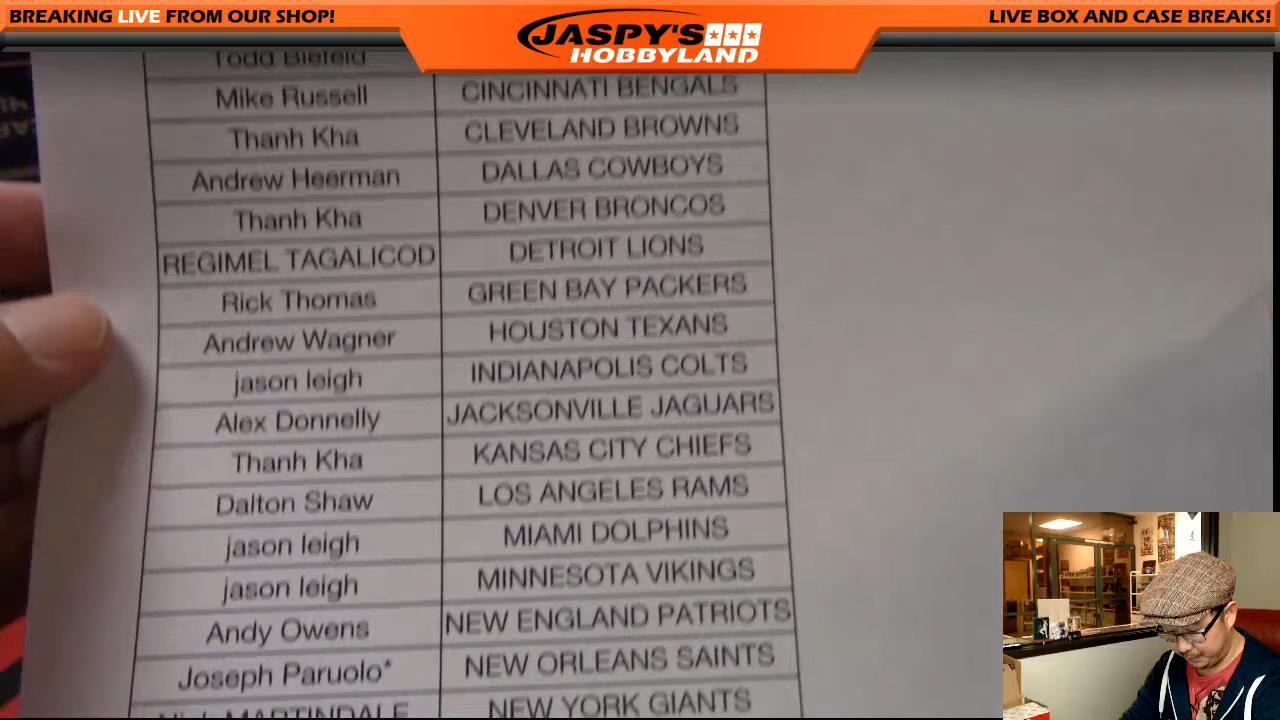 BREAKING LIVE FROM OUR SHOP!
JASPY'S
HOBBYLAND
LIVE BOX AND CASE BREAKS!
Todd Blefeld
Mike Russell CINCINNATI BENGALS
Thanh Kha CLEVELAND BROWNS
Andrew Heerman DALLAS COWBOYS
Thanh Kha DENVER BRONCOS
REGIMEL TAGALICOD DETROIT LIONS
Rick Thomas GREEN BAY PACKERS
Andrew Wagner HOUSTON TEXANS
jason leigh INDIANAPOLIS COLTS
Alex Donnelly JACKSONVILLE JAGUARS
Thanh Kha KANSAS CITY CHIEFS
Dalton Shaw LOS ANGELES RAMS
jason leigh MIAMI DOLPHINS
jason leigh MINNESOTA VIKINGS
Andy Owens NEW ENGLAND PATRIOTS
Joseph Paruolo* NEW ORLEANS SAINTS
MARTINDALE NEW YORK GIANTS